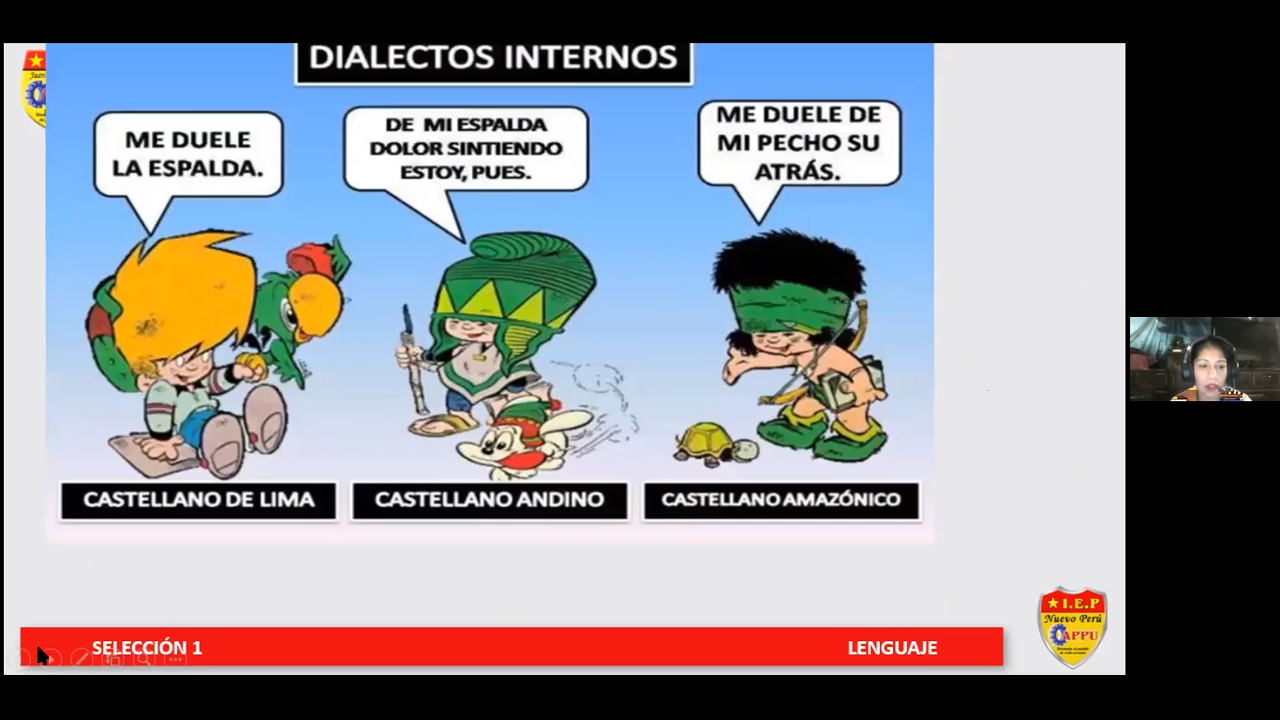 DIALECTOS INTERNOS
ME DUELE
LA ESPALDA.
DE MI ESPALDA
DOLOR SINTIENDO
ESTOY, PUES.
ME DUELE DE
MI PECHO SU
ATRÁS.
CASTELLANO DE LIMA
CASTELLANO ANDINO
CASTELLANO AMAZÓNICO
SELECCIÓN 1
LENGUAJE
I.E.P
Nuevo Perú
APPU